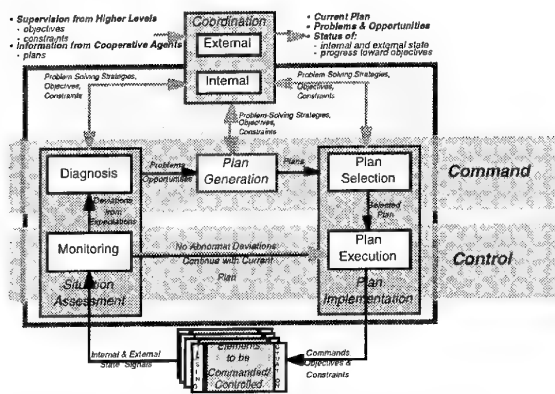 • Supervision from Higher Levels
- objectives
- constraints
• Information from Cooperative Agents
- plans
Coordination
External
Internal
• Current Plan
• Problems & Opportunities
• Status of:
- internal and external state
- progress toward objectives
Problem Solving Strategies,
Objectives,
Constraints
Problem-Solving Strategies,
Objectives,
Constraints
Problem Solving Strategies,
Objectives,
Constraints
Diagnosis
Problems
Opportunities
Plan
Generation
Plans
Plan
Selection
Command
Deviations
from
Expectations
Selected
Plan
Monitoring
No Abnormal Deviations
Continue with Current
Plan
Plan
Execution
Control
Situation
Assessment
Plan
Implementation
Internal & External
State Signals
Elements
to be
Commanded/
Controlled
Commands
Objectives &
Constraints